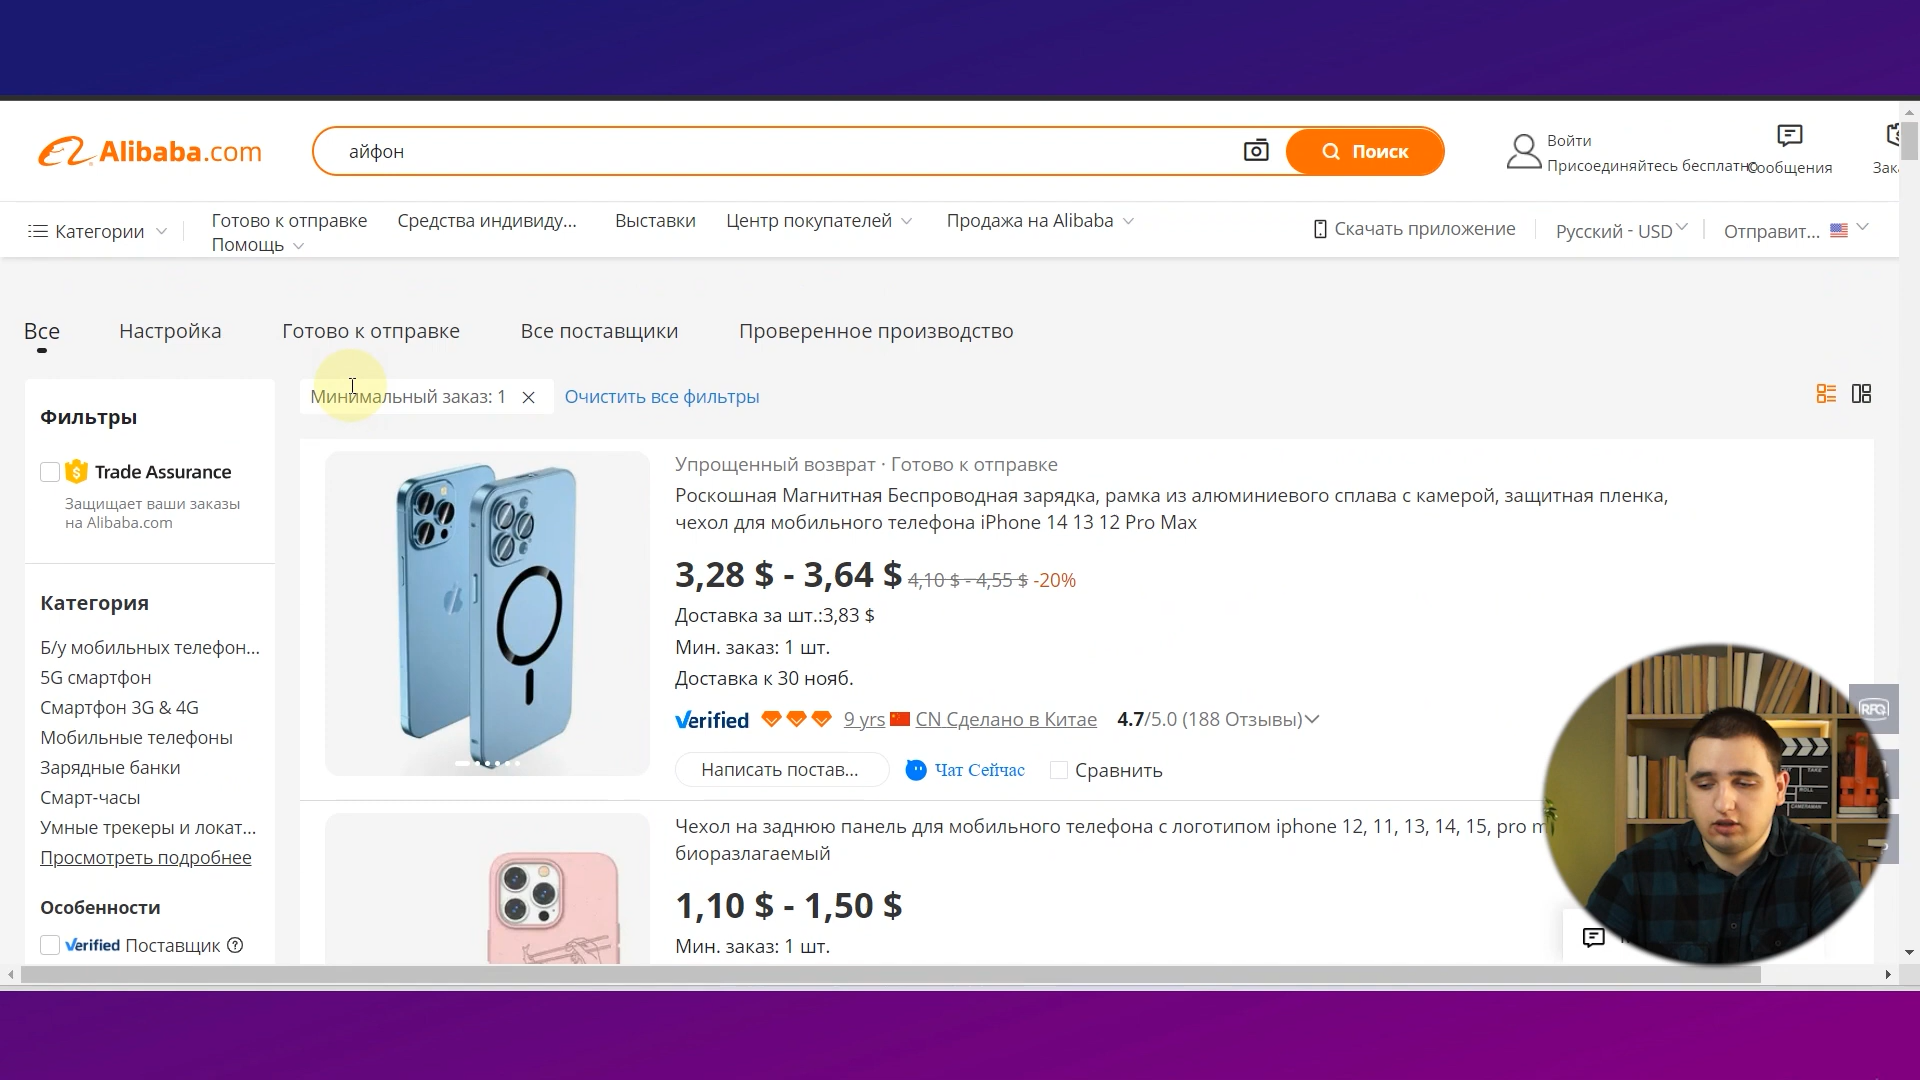 Alibaba.com
айфон
Поиск
Войти
Присоединяйтесь бесплатно
Сообщения
Категории
Готово к отправке
Средства индивиду...
Выставки
Центр покупателей
Продажа на Alibaba
Помощь
Скачать приложение
Русский - USD
Отправит...
Все
Настройка
Готово к отправке
Все поставщики
Проверенное производство
Минимальный заказ: 1
Очистить все фильтры
Фильтры
Trade Assurance
Защищает ваши заказы
на Alibaba.com
Категория
Б/у мобильных телефон...
5G смартфон
Смартфон 3G & 4G
Мобильные телефоны
Зарядные банки
Смарт-часы
Умные трекеры и локат...
Просмотреть подробнее
Особенности
Verified Поставщик
Упрощенный возврат · Готово к отправке
Роскошная Магнитная Беспроводная зарядка, рамка из алюминиевого сплава с камерой, защитная пленка,
чехол для мобильного телефона iPhone 14 13 12 Pro Max
3,28 $ - 3,64 $ 4,10 $ - 4,55 $ -20%
Доставка за шт.:3,83 $
Мин. заказ: 1 шт.
Доставка к 30 нояб.
Verified 9 yrs CN Сделано в Китае 4.7/5.0 (188 Отзывы)
Написать постав...
Чат Сейчас
Сравнить
Чехол на заднюю панель для мобильного телефона с логотипом iphone 12, 11, 13, 14, 15, pro
биоразлагаемый
1,10 $ - 1,50 $
Мин. заказ: 1 шт.
RFQ